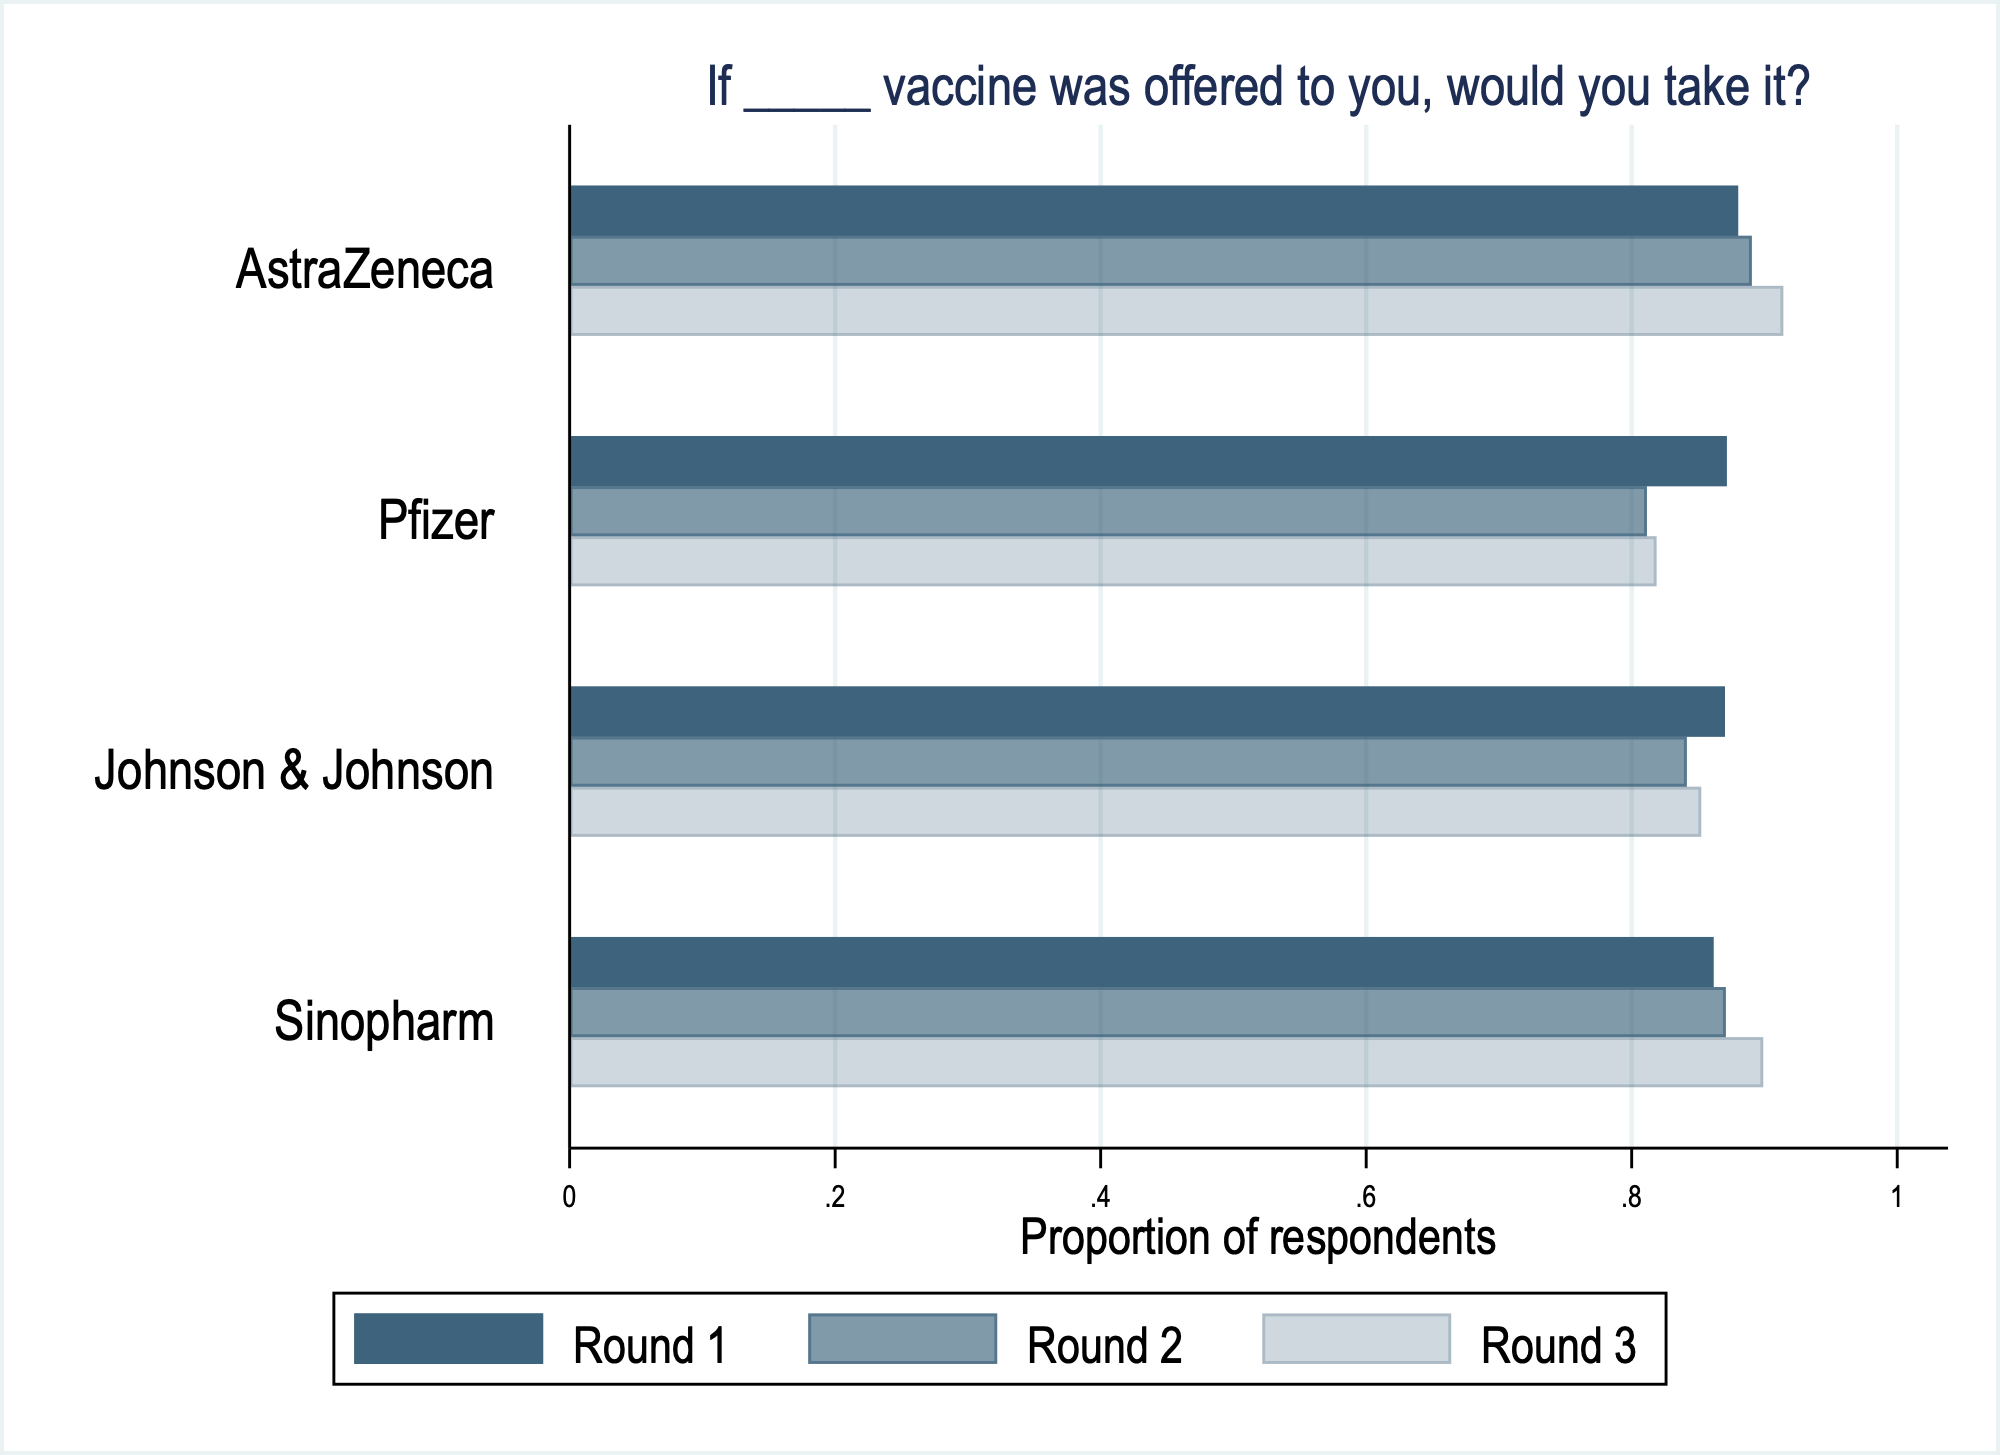 If _____ vaccine was offered to you, would you take it?
AstraZeneca
Pfizer
Johnson & Johnson
Sinopharm
0 .2 .4 .6 .8 1
Proportion of respondents
Round 1 Round 2 Round 3